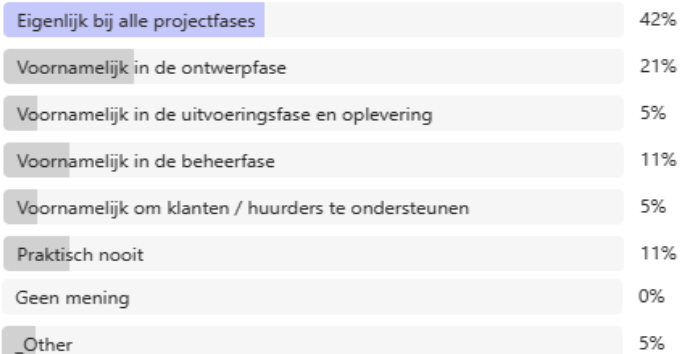 Eigenlijk bij alle projectfases 42%
Voornamelijk in de ontwerpfase 21%
Voornamelijk in de uitvoeringsfase en oplevering 5%
Voornamelijk in de beheerfase 11%
Voornamelijk om klanten / huurders te ondersteunen 5%
Praktisch nooit 11%
Geen mening 0%
_Other 5%